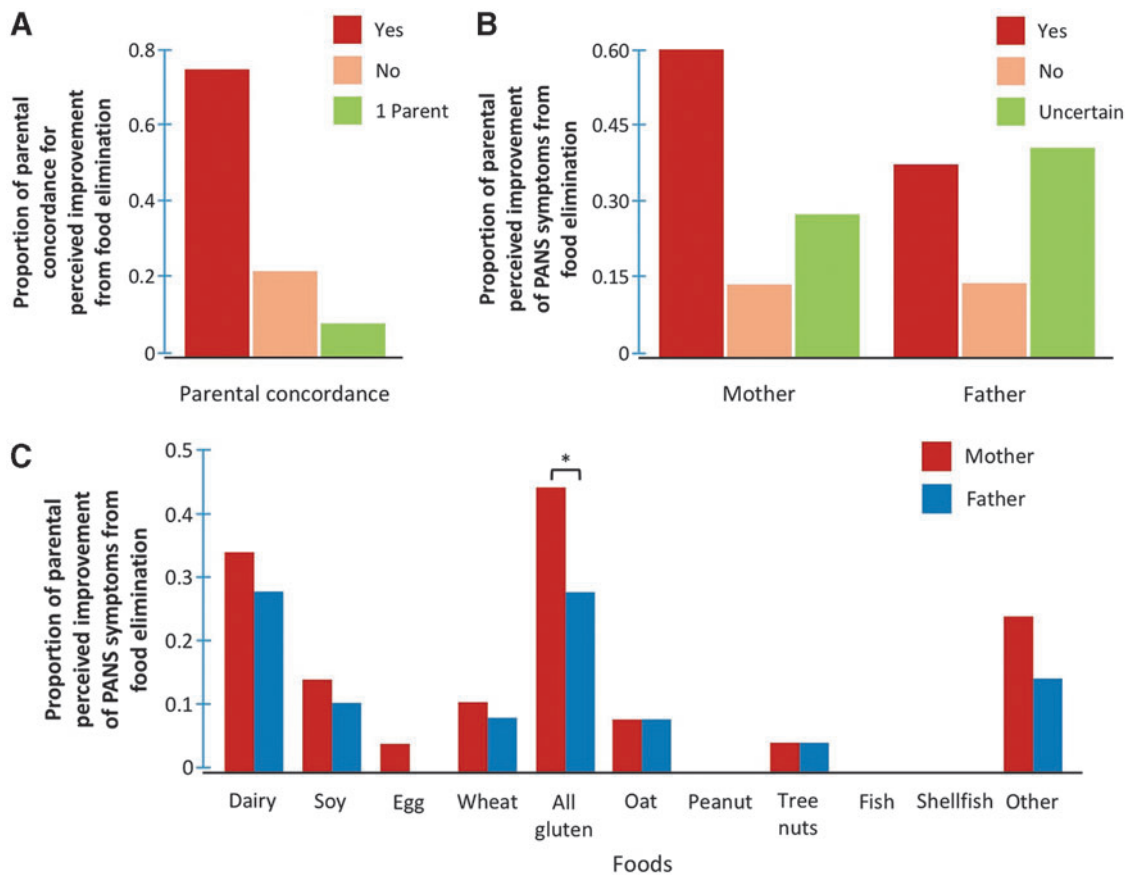 A
Yes
No
1 Parent
0.8
0.6
0.4
0.2
0
Proportion of parental
concordance for
perceived improvement
from food elimination
Parental concordance
B
Yes
No
Uncertain
0.60
0.45
0.30
0.15
0
Proportion of parental
perceived improvement
of PANS symptoms from
food elimination
Mother
Father
C
Mother
Father
*
0.5
0.4
0.3
0.2
0.1
0
Proportion of parental
perceived improvement
of PANS symptoms from
food elimination
Dairy
Soy
Egg
Wheat
All
gluten
Oat
Peanut
Tree
nuts
Fish
Shellfish
Other
Foods